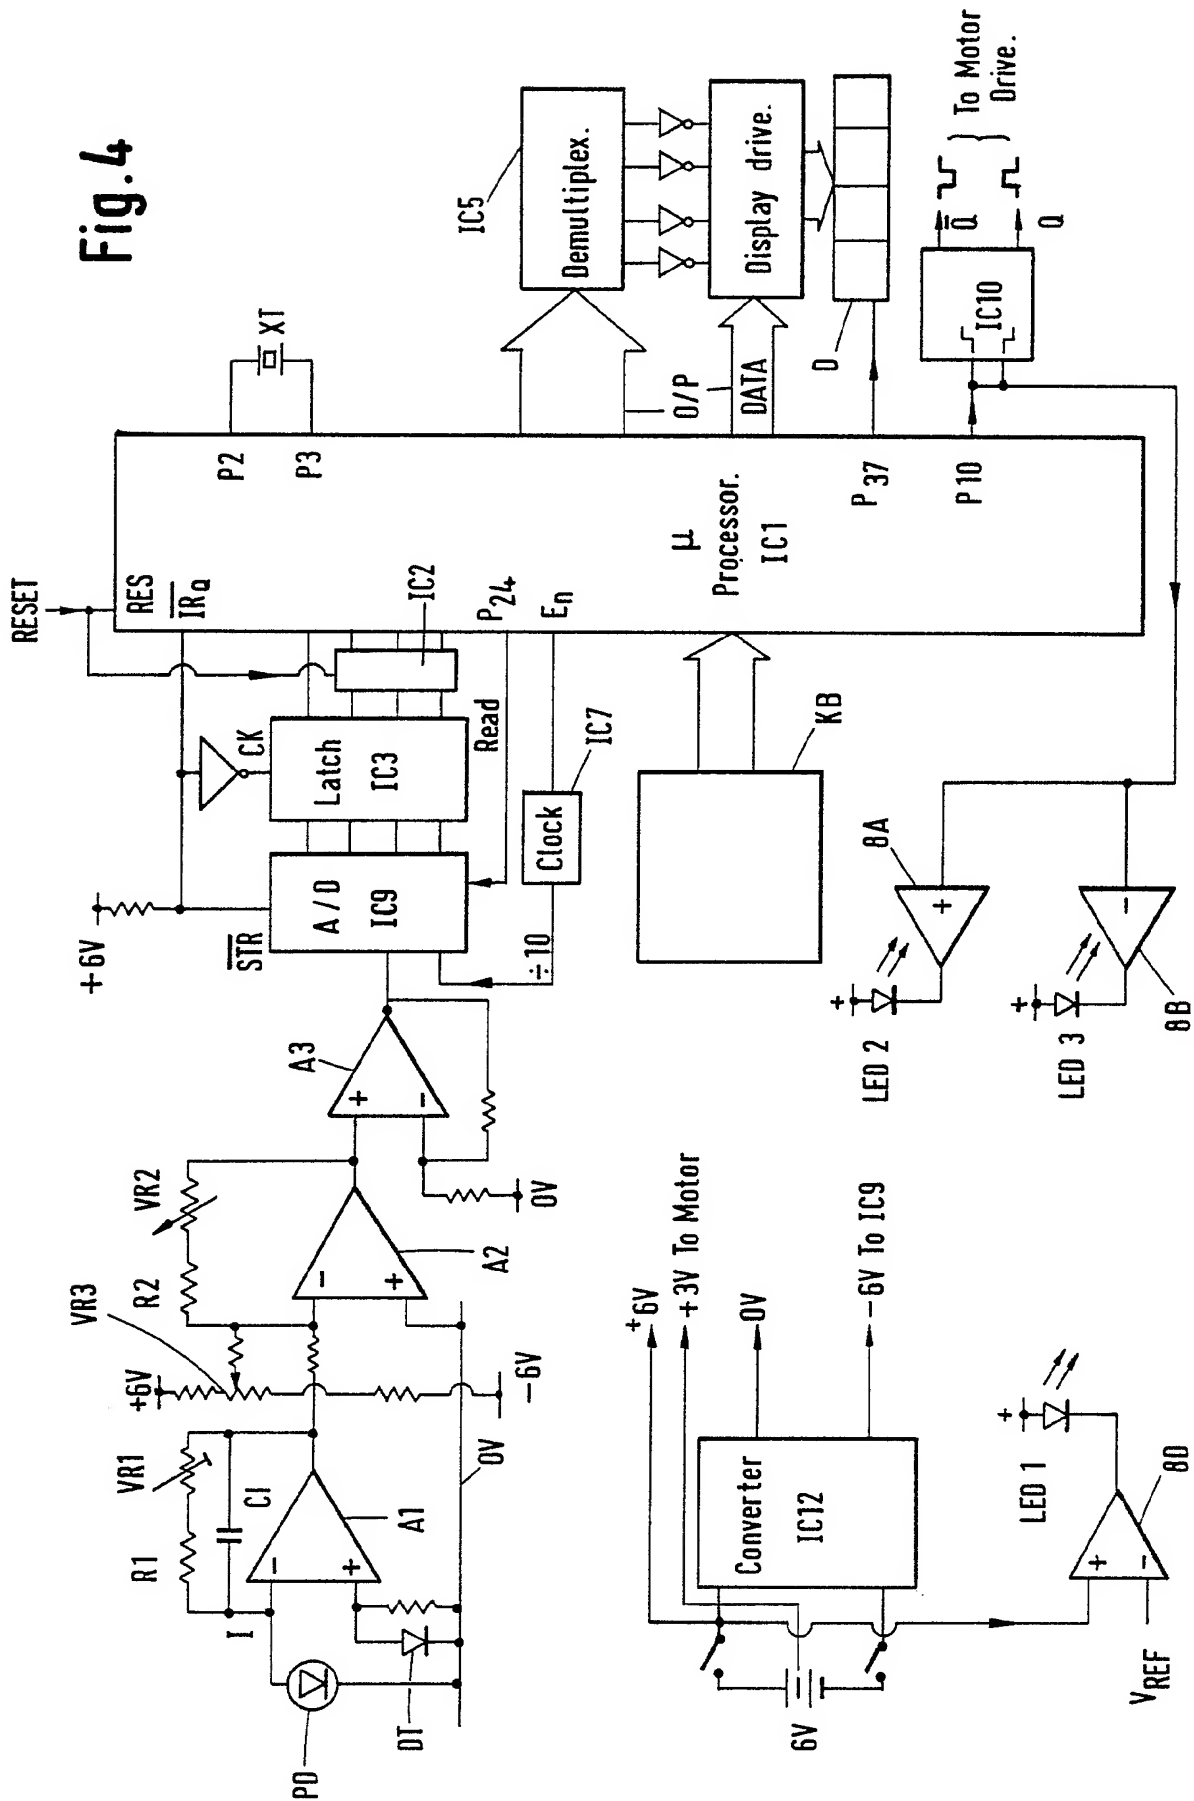 Fig. 4
RESET
XT
P2
P3
RES
IRQ
IC2
P24
En
μ
Processor.
IC1
P37
P10
IC5
Demultiplex.
O/P
DATA
Display drive.
D
IC10
Q̅
Q
To Motor
Drive.
+6V
CK
Latch
IC3
Read
A/D
IC9
S̅T̅R̅
÷10
Clock
IC7
KB
8A
+
+
LED 2
8B
-
+
LED 3
A3
+
-
0V
VR2
R2
VR3
A2
-
+
+6V
-6V
0V
VR1
R1
C1
A1
-
+
I
DT
PD
+6V
+3V To Motor
0V
-6V To IC9
Converter
IC12
6V
LED 1
+
8D
+
-
VREF